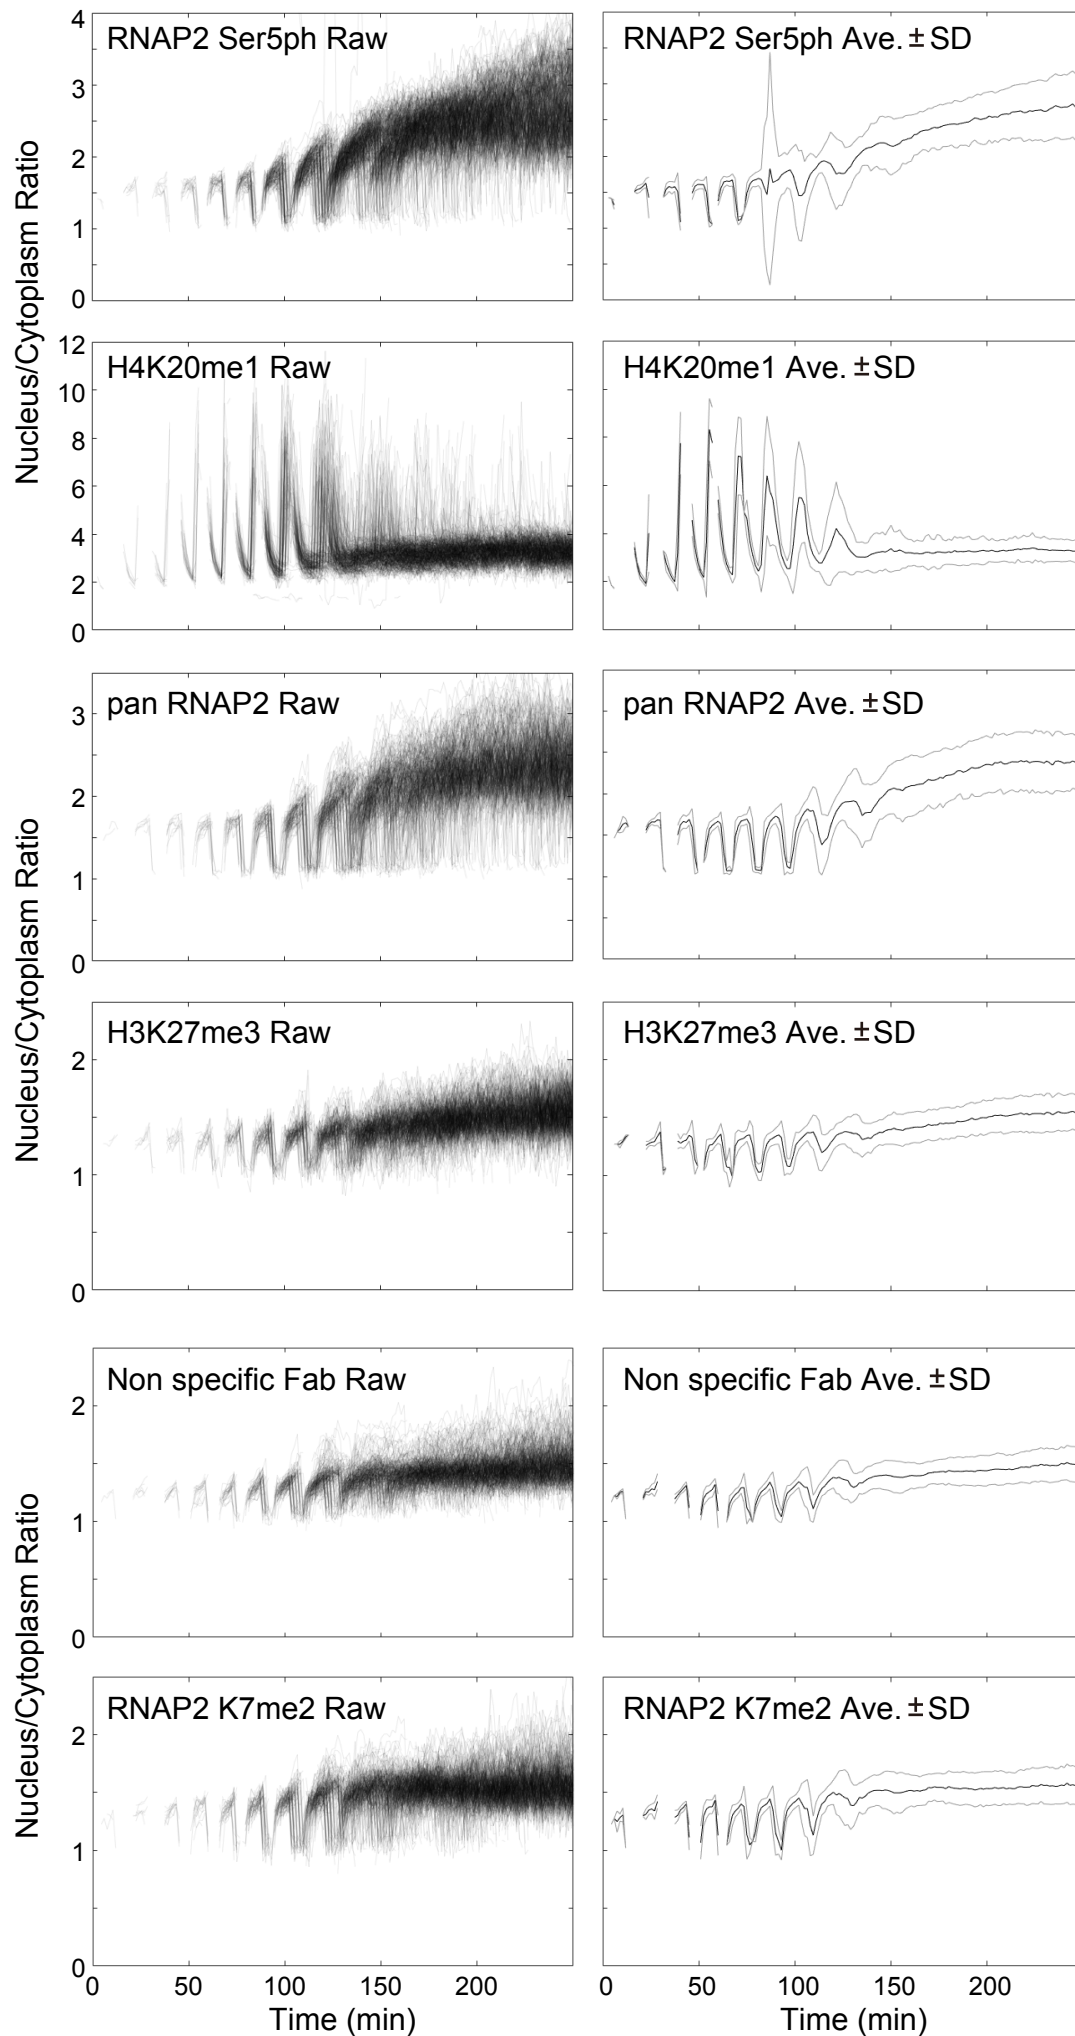 4
RNAP2 Ser5ph Raw
RNAP2 Ser5ph Ave. ±SD
3
2
1
0
Nucleus/Cytoplasm Ratio
12
H4K20me1 Raw
H4K20me1 Ave. ±SD
10
8
6
4
2
0
pan RNAP2 Raw
pan RNAP2 Ave. ±SD
3
2
1
0
Nucleus/Cytoplasm Ratio
H3K27me3 Raw
H3K27me3 Ave. ±SD
2
1
0
Non specific Fab Raw
Non specific Fab Ave. ±SD
2
1
0
Nucleus/Cytoplasm Ratio
RNAP2 K7me2 Raw
RNAP2 K7me2 Ave. ±SD
2
1
0
0 50 100 150 200
0 50 100 150 200
Time (min)
Time (min)